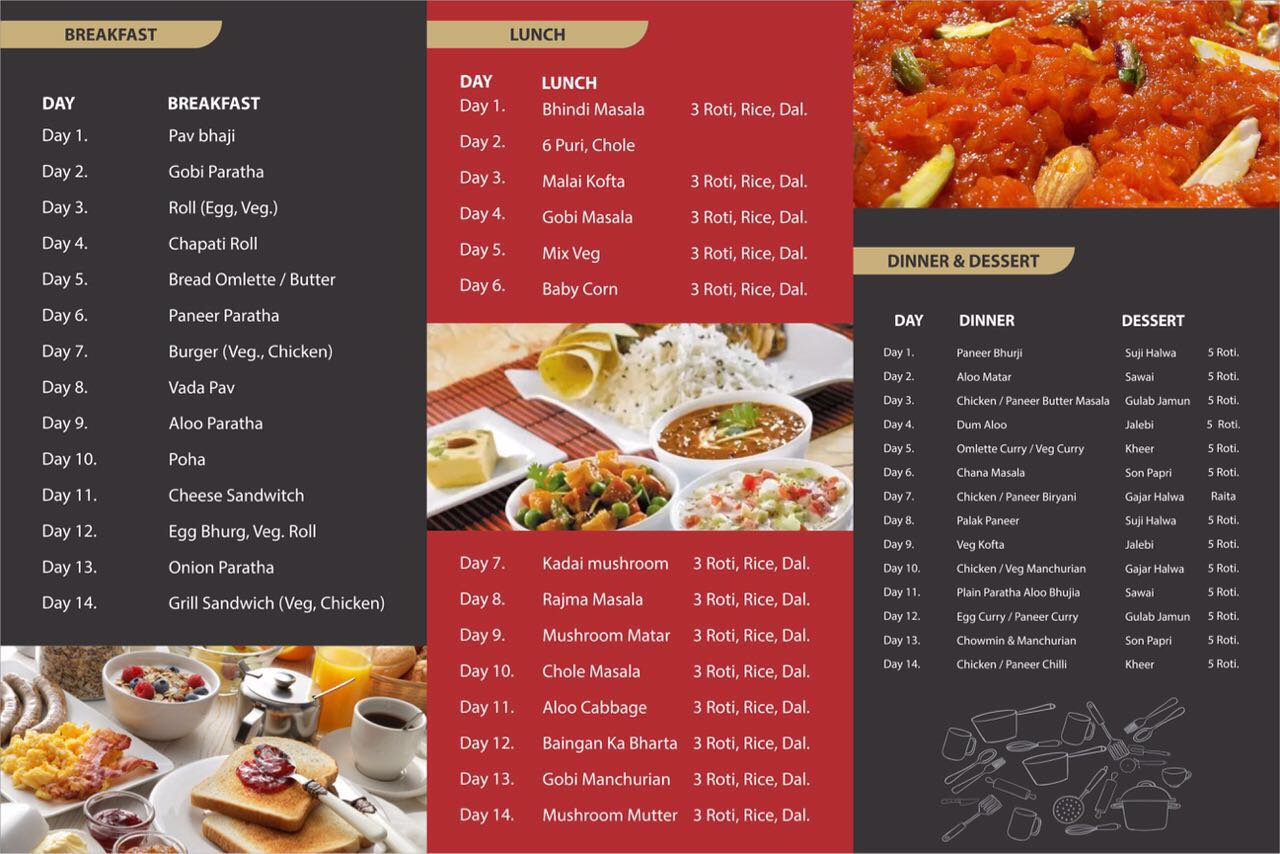 BREAKFAST
DAY BREAKFAST
Day 1. Pav bhaji
Day 2. Gobi Paratha
Day 3. Roll (Egg, Veg.)
Day 4. Chapati Roll
Day 5. Bread Omlette / Butter
Day 6. Paneer Paratha
Day 7. Burger (Veg., Chicken)
Day 8. Vada Pav
Day 9. Aloo Paratha
Day 10. Poha
Day 11. Cheese Sandwitch
Day 12. Egg Bhurg, Veg. Roll
Day 13. Onion Paratha
Day 14. Grill Sandwich (Veg, Chicken)
LUNCH
DAY LUNCH
Day 1. Bhindi Masala 3 Roti, Rice, Dal.
Day 2. 6 Puri, Chole
Day 3. Malai Kofta 3 Roti, Rice, Dal.
Day 4. Gobi Masala 3 Roti, Rice, Dal.
Day 5. Mix Veg 3 Roti, Rice, Dal.
Day 6. Baby Corn 3 Roti, Rice, Dal.
Day 7. Kadai mushroom 3 Roti, Rice, Dal.
Day 8. Rajma Masala 3 Roti, Rice, Dal.
Day 9. Mushroom Matar 3 Roti, Rice, Dal.
Day 10. Chole Masala 3 Roti, Rice, Dal.
Day 11. Aloo Cabbage 3 Roti, Rice, Dal.
Day 12. Baingan Ka Bharta 3 Roti, Rice, Dal.
Day 13. Gobi Manchurian 3 Roti, Rice, Dal.
Day 14. Mushroom Mutter 3 Roti, Rice, Dal.
DINNER & DESSERT
DAY DINNER DESSERT
Day 1. Paneer Bhurji Suji Halwa 5 Roti.
Day 2. Aloo Matar Sawai 5 Roti.
Day 3. Chicken / Paneer Butter Masala Gulab Jamun 5 Roti.
Day 4. Dum Aloo Jalebi 5 Roti.
Day 5. Omlette Curry / Veg Curry Kheer 5 Roti.
Day 6. Chana Masala Son Papri 5 Roti.
Day 7. Chicken / Paneer Biryani Gajar Halwa Raita
Day 8. Palak Paneer Suji Halwa 5 Roti.
Day 9. Veg Kofta Jalebi 5 Roti.
Day 10. Chicken / Veg Manchurian Gajar Halwa 5 Roti.
Day 11. Plain Paratha Aloo Bhujia Sawai 5 Roti.
Day 12. Egg Curry / Paneer Curry Gulab Jamun 5 Roti.
Day 13. Chowmin & Manchurian Son Papri 5 Roti.
Day 14. Chicken / Paneer Chilli Kheer 5 Roti.